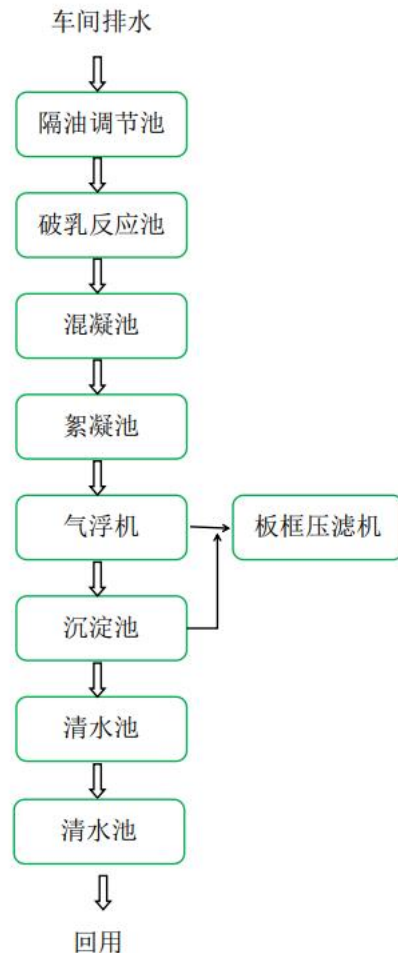 车间排水
隔油调节池
破乳反应池
混凝池
絮凝池
气浮机
板框压滤机
沉淀池
清水池
清水池
回用